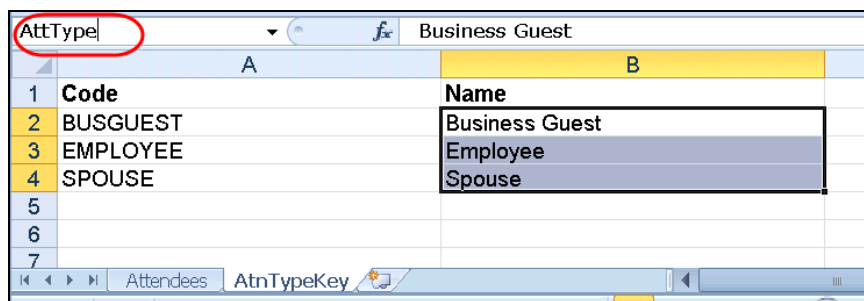 AttType fx Business Guest
A B
1 Code Name
2 BUSGUEST Business Guest
3 EMPLOYEE Employee
4 SPOUSE Spouse
5
6
7
Attendees AtnTypeKey